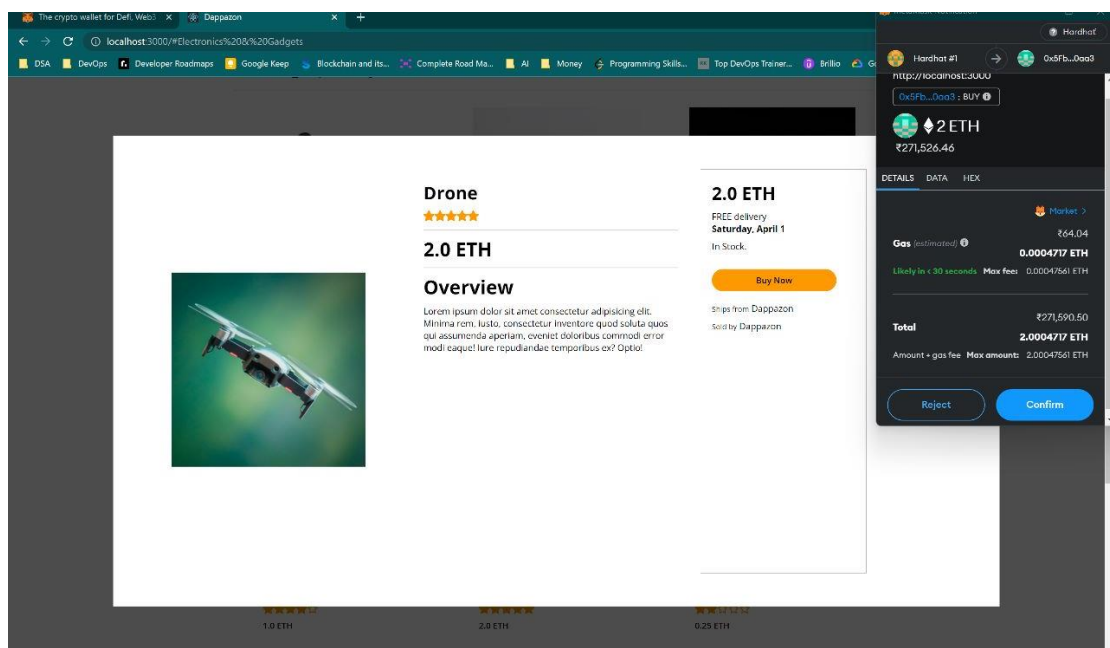 The crypto wallet for Defi, Web3
Dappazon
localhost:3000/#Electronics%20&%20Gadgets
DSA
DevOps
Developer Roadmaps
Google Keep
Blockchain and its...
Complete Road Ma...
AI
Money
Programming Skills...
Top DevOps Trainer...
Brillio
Drone
2.0 ETH
Overview
Lorem ipsum dolor sit amet consectetur adipisicing elit.
Minima rem, iusto, consectetur inventore quod soluta quos
qui assumenda aperiam, eveniet doloribus commodi error
modi eaque! Iure repudiandae temporibus ex? Optio!
2.0 ETH
FREE delivery
Saturday, April 1
In Stock.
Buy Now
Ships from Dappazon
Sold by Dappazon
1.0 ETH
2.0 ETH
0.25 ETH
MetaMask Notification
Hardhat
Hardhat #1
0x5Fb...0aa3
http://localhost:3000
0x5Fb...0aa3 : BUY
2 ETH
₹271,526.46
DETAILS
DATA
HEX
Market >
₹64.04
Gas (estimated)
0.0004717 ETH
Likely in < 30 seconds Max fee: 0.00047561 ETH
₹271,590.50
Total
2.0004717 ETH
Amount + gas fee Max amount: 2.00047561 ETH
Reject
Confirm